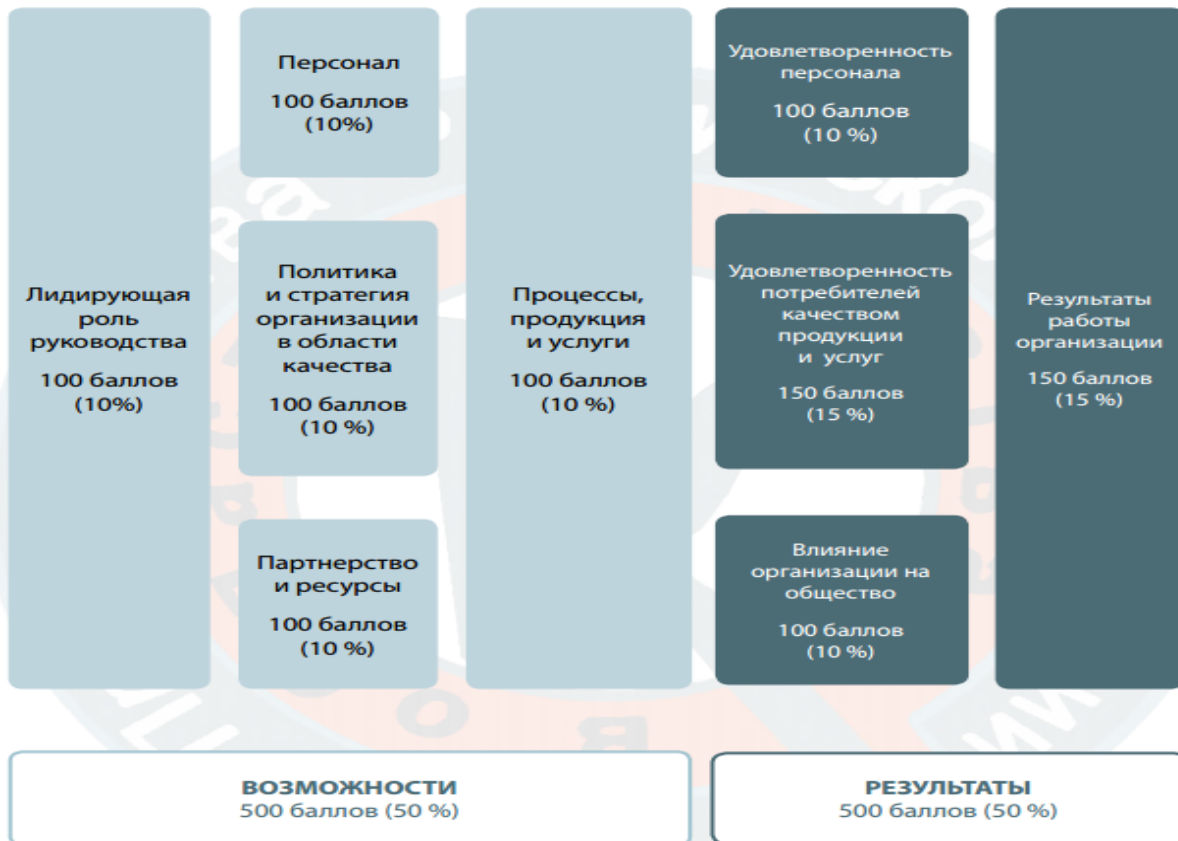 Лидирующая
роль
руководства
100 баллов
(10%)
Персонал
100 баллов
(10%)
Политика
и стратегия
организации
в области
качества
100 баллов
(10 %)
Партнерство
и ресурсы
100 баллов
(10 %)
Процессы,
продукция
и услуги
100 баллов
(10 %)
Удовлетворенность
персонала
100 баллов
(10 %)
Удовлетворенность
потребителей
качеством
продукции
и услуг
150 баллов
(15 %)
Влияние
организации на
общество
100 баллов
(10 %)
Результаты
работы
организации
150 баллов
(15 %)
ВОЗМОЖНОСТИ
500 баллов (50 %)
РЕЗУЛЬТАТЫ
500 баллов (50 %)